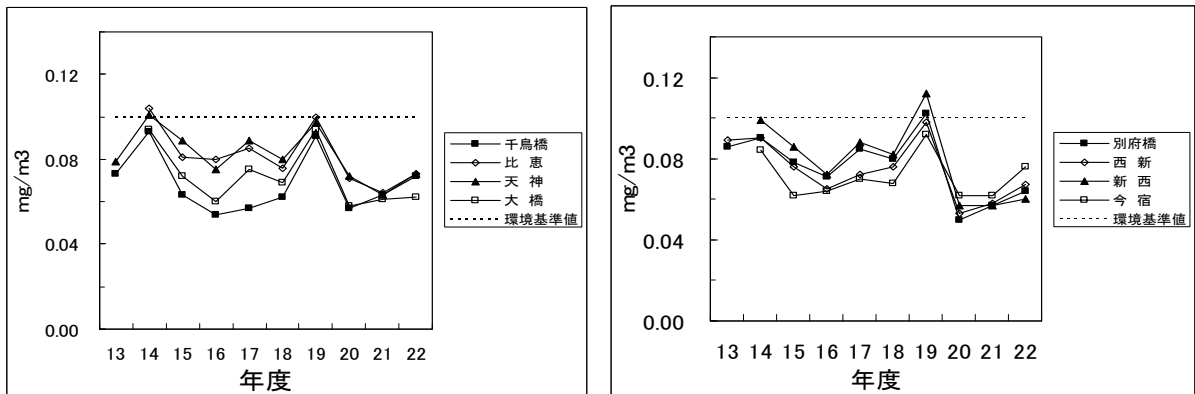 mg/m3
0.12
0.08
0.04
0.00
13 14 15 16 17 18 19 20 21 22
年度
千鳥橋
比 恵
天 神
大 橋
環境基準値
mg/m3
0.12
0.08
0.04
0.00
13 14 15 16 17 18 19 20 21 22
年度
別府橋
西 新
新 西
今 宿
環境基準値